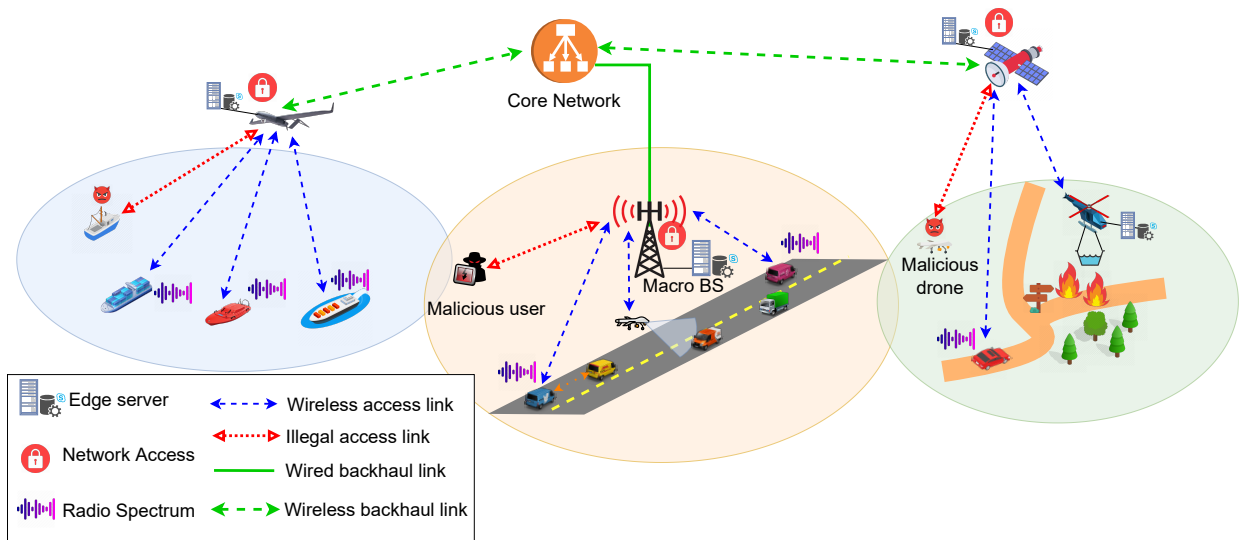 Core Network
Malicious user
Macro BS
Malicious
drone
Edge server
Network Access
Radio Spectrum
Wireless access link
Illegal access link
Wired backhaul link
Wireless backhaul link